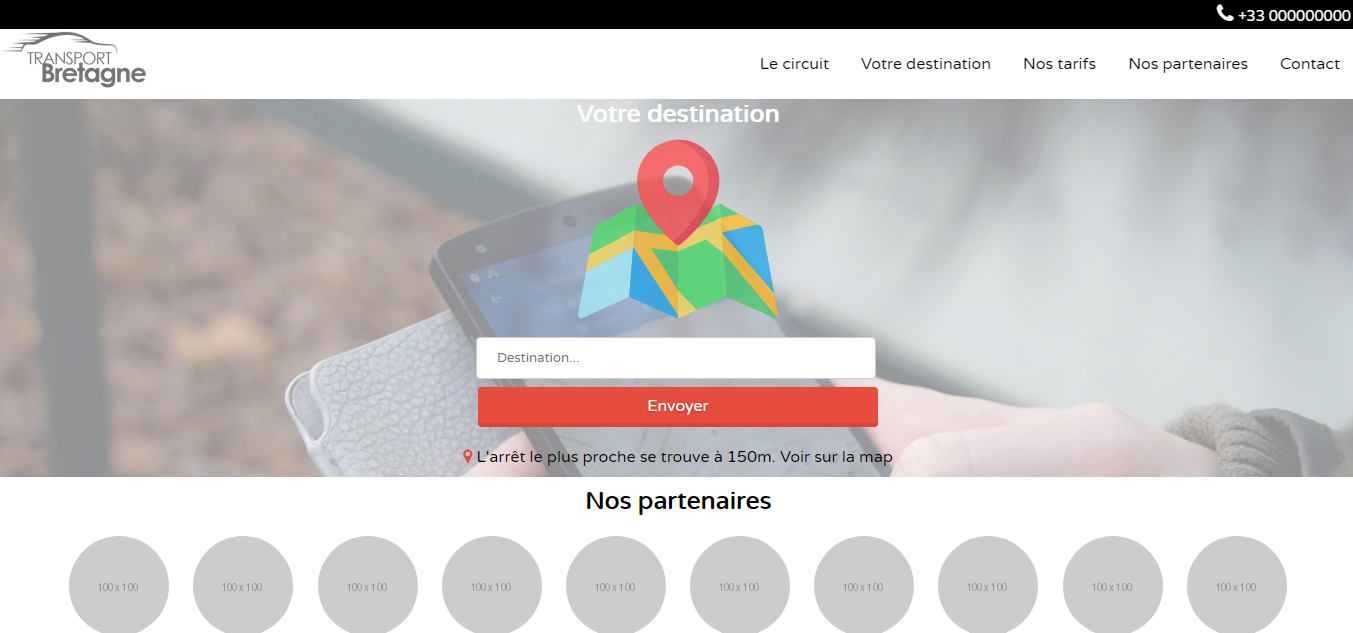 +33 000000000
TRANSPORT
Bretagne
Le circuit Votre destination Nos tarifs Nos partenaires Contact
Votre destination
Destination...
Envoyer
L'arrêt le plus proche se trouve à 150m. Voir sur la map
Nos partenaires
100 x 100 100 x 100 100 x 100 100 x 100 100 x 100 100 x 100 100 x 100 100 x 100 100 x 100 100 x 100